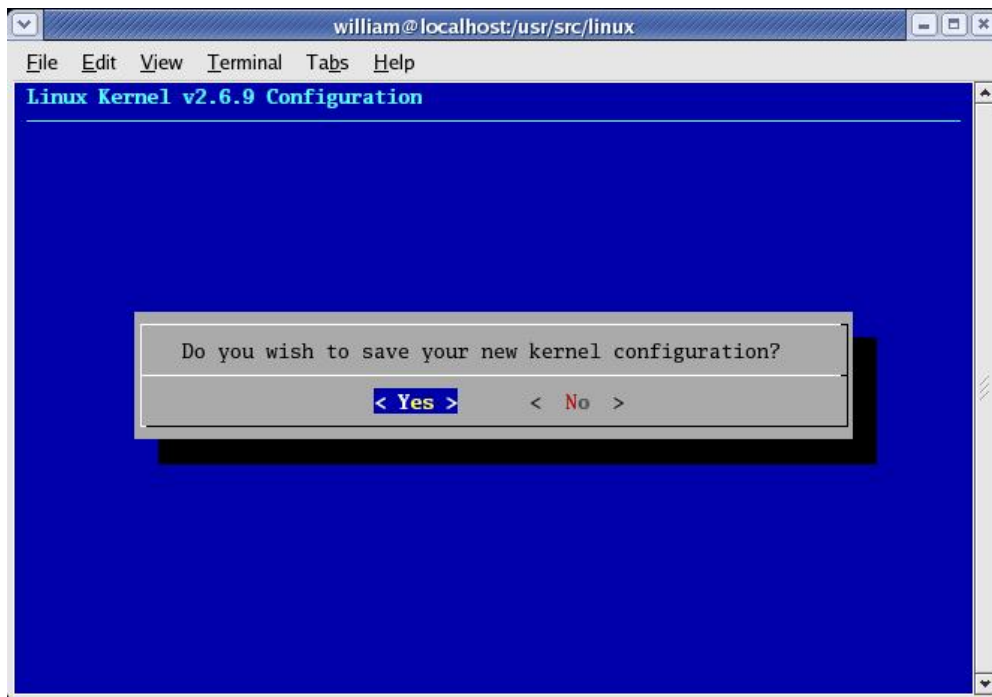 william@localhost:/usr/src/linux
File Edit View Terminal Tabs Help
Linux Kernel v2.6.9 Configuration
Do you wish to save your new kernel configuration?
< Yes > < No >